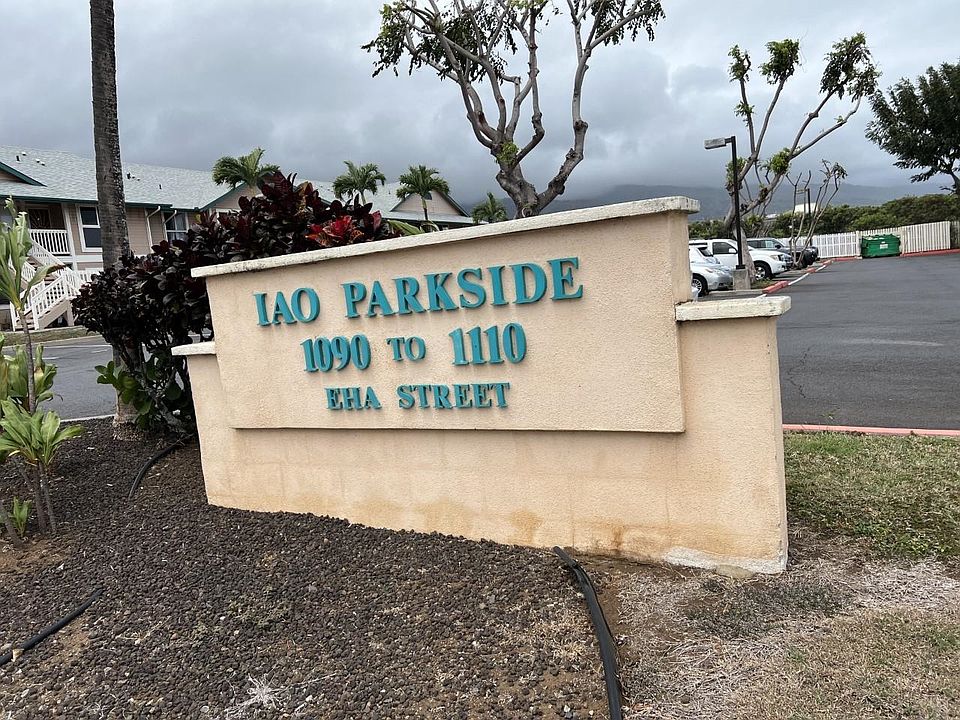 IAO PARKSIDE
1090 TO 1110
EHA STREET